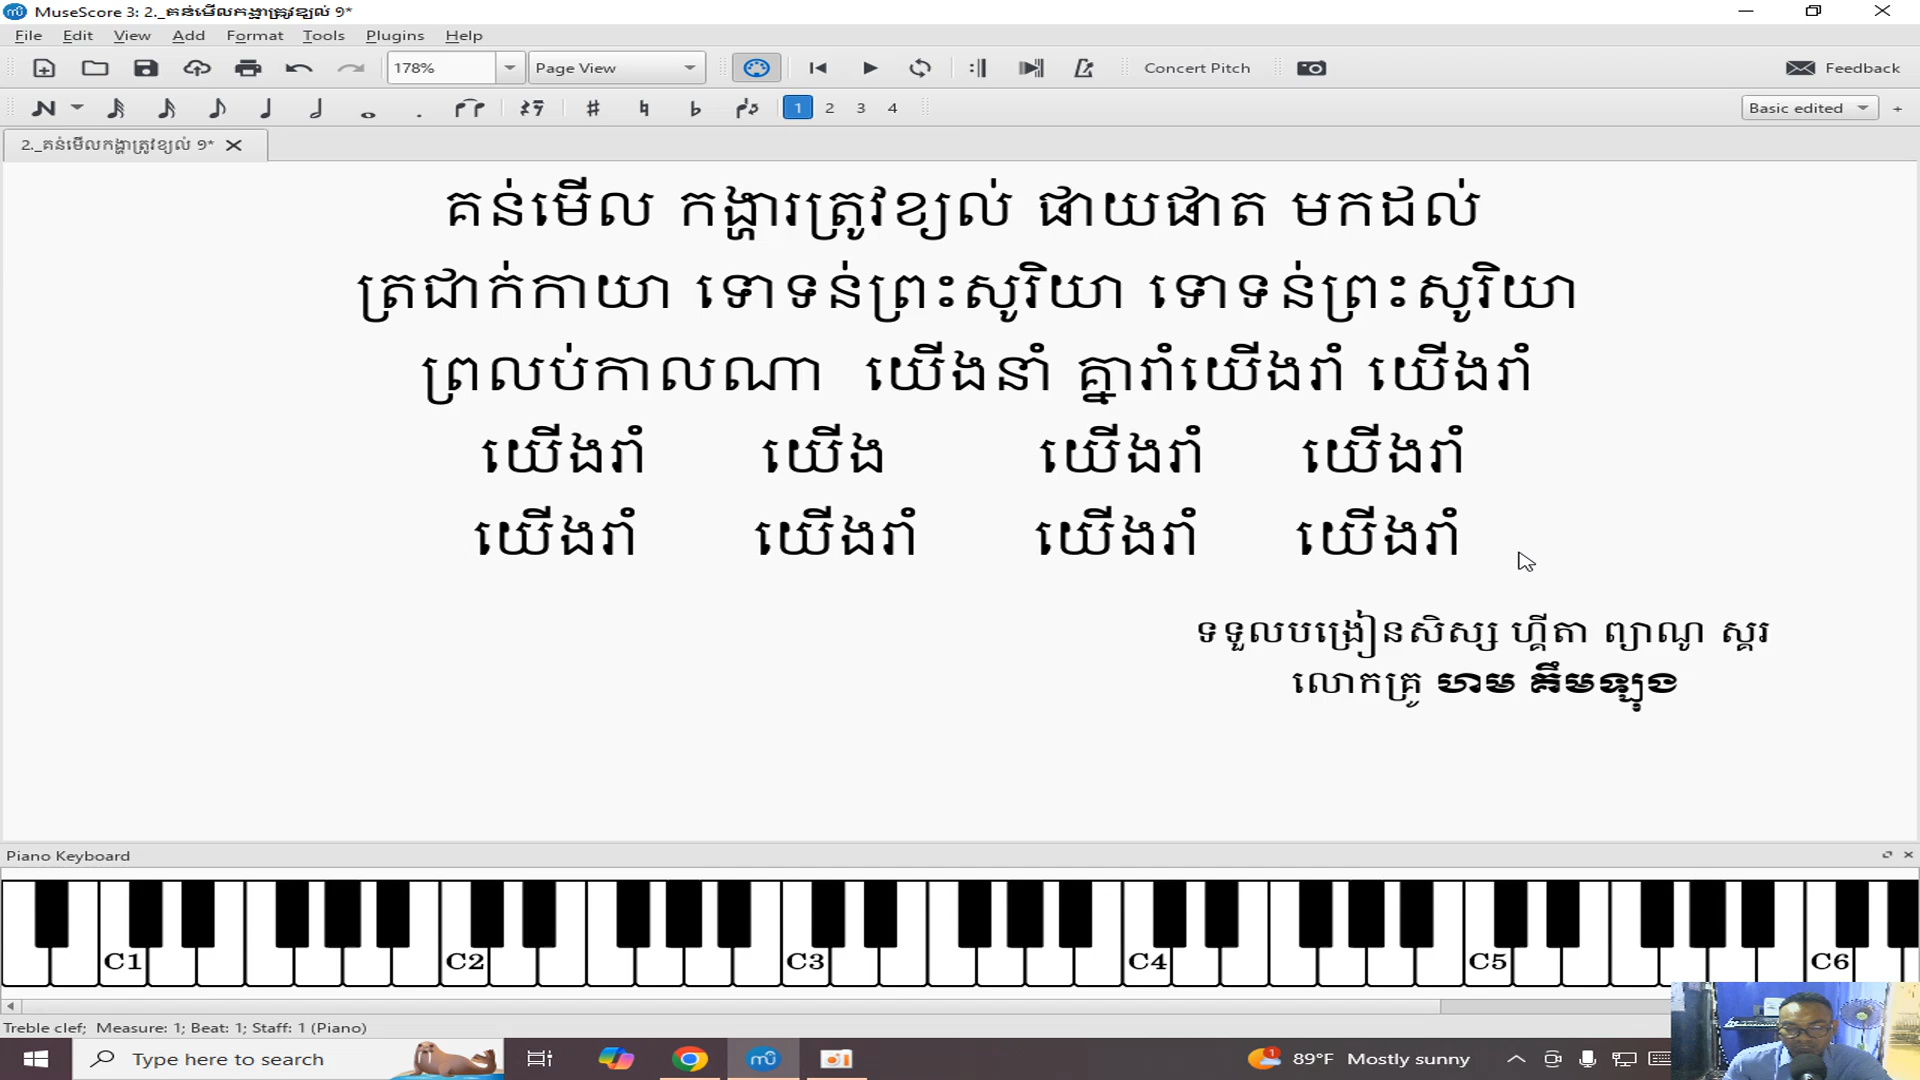 MuseScore 3: 2._គន់មើលកង្ហាត្រូវខ្យល់ ១*
File Edit View Add Format Tools Plugins Help
178% Page View Concert Pitch Feedback
1 2 3 4 Basic edited
2._គន់មើលកង្ហាត្រូវខ្យល់ ១*
គន់មើល កង្ហារត្រូវខ្យល់ ផាយផាត មកដល់
ត្រជាក់កាយា ទោទន់ព្រះសូរិយា ទោទន់ព្រះសូរិយា
ព្រលប់កាលណា យើងនាំ គ្នារាំយើងរាំ យើងរាំ
យើងរាំ យើង យើងរាំ យើងរាំ
យើងរាំ យើងរាំ យើងរាំ យើងរាំ
ទទួលបង្រៀនសិស្ស ហ្គីតា ព្យាណូ ស្គរ
លោកគ្រូ ហម គឹមឡុង
Piano Keyboard
C1 C2 C3 C4 C5 C6
Treble clef; Measure: 1; Beat: 1; Staff: 1 (Piano)
Type here to search
1 89°F Mostly sunny